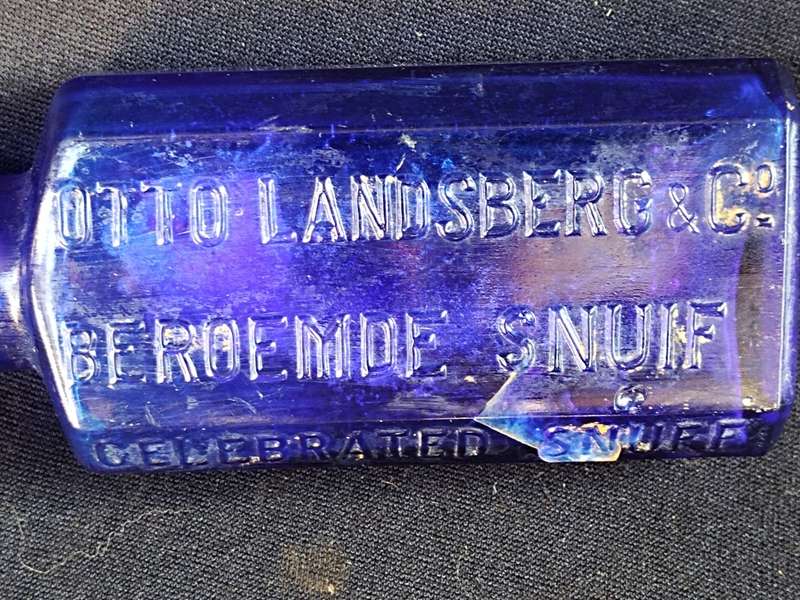 OTTO LANDSBERG & Cº
BEROEMDE SNUIF
CELEBRATED SNUFF